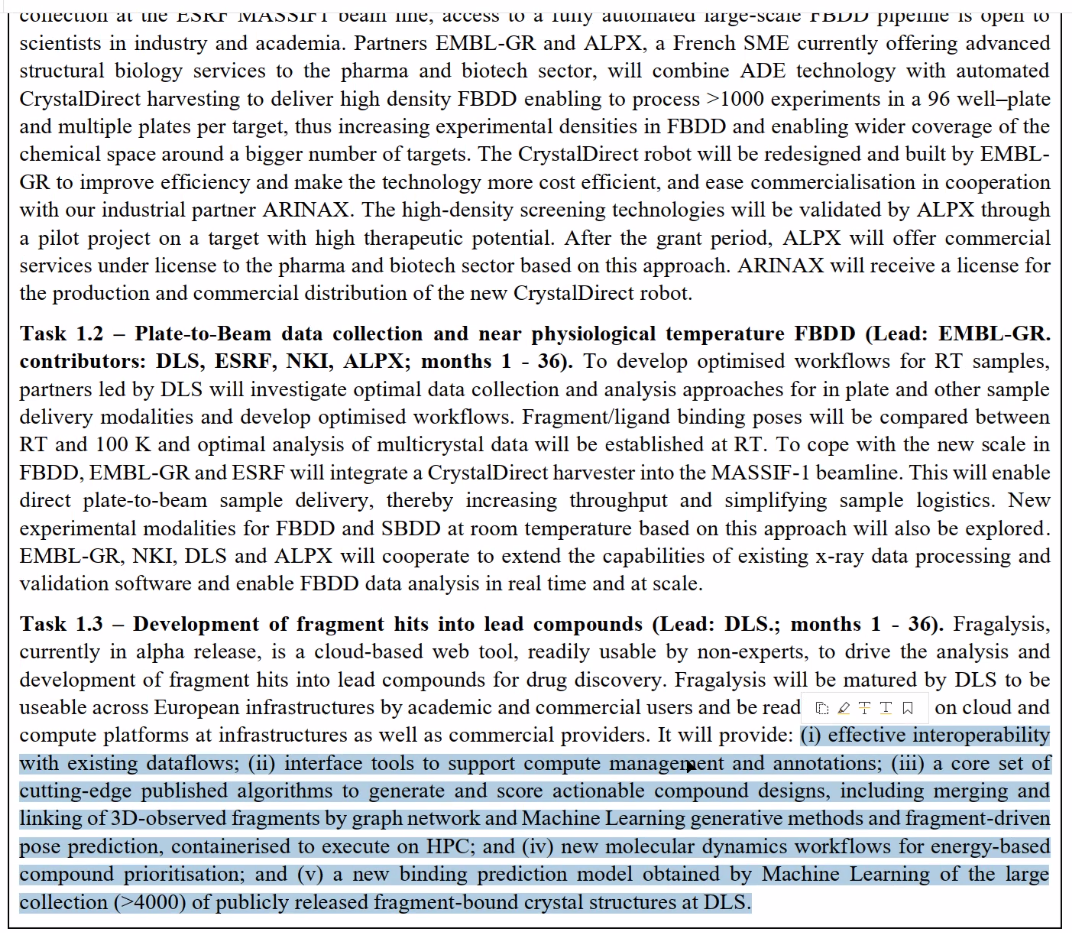 collection at the ESRF MASSIF1 beam line, access to a fully automated large-scale FBDD pipeline is open to
scientists in industry and academia. Partners EMBL-GR and ALPX, a French SME currently offering advanced
structural biology services to the pharma and biotech sector, will combine ADE technology with automated
CrystalDirect harvesting to deliver high density FBDD enabling to process >1000 experiments in a 96 well–plate
and multiple plates per target, thus increasing experimental densities in FBDD and enabling wider coverage of the
chemical space around a bigger number of targets. The CrystalDirect robot will be redesigned and built by EMBL-
GR to improve efficiency and make the technology more cost efficient, and ease commercialisation in cooperation
with our industrial partner ARINAX. The high-density screening technologies will be validated by ALPX through
a pilot project on a target with high therapeutic potential. After the grant period, ALPX will offer commercial
services under license to the pharma and biotech sector based on this approach. ARINAX will receive a license for
the production and commercial distribution of the new CrystalDirect robot.
Task 1.2 – Plate-to-Beam data collection and near physiological temperature FBDD (Lead: EMBL-GR.
contributors: DLS, ESRF, NKI, ALPX; months 1 - 36). To develop optimised workflows for RT samples,
partners led by DLS will investigate optimal data collection and analysis approaches for in plate and other sample
delivery modalities and develop optimised workflows. Fragment/ligand binding poses will be compared between
RT and 100 K and optimal analysis of multicrystal data will be established at RT. To cope with the new scale in
FBDD, EMBL-GR and ESRF will integrate a CrystalDirect harvester into the MASSIF-1 beamline. This will enable
direct plate-to-beam sample delivery, thereby increasing throughput and simplifying sample logistics. New
experimental modalities for FBDD and SBDD at room temperature based on this approach will also be explored.
EMBL-GR, NKI, DLS and ALPX will cooperate to extend the capabilities of existing x-ray data processing and
validation software and enable FBDD data analysis in real time and at scale.
Task 1.3 – Development of fragment hits into lead compounds (Lead: DLS.; months 1 - 36). Fragalysis,
currently in alpha release, is a cloud-based web tool, readily usable by non-experts, to drive the analysis and
development of fragment hits into lead compounds for drug discovery. Fragalysis will be matured by DLS to be
useable across European infrastructures by academic and commercial users and be read on cloud and
compute platforms at infrastructures as well as commercial providers. It will provide: (i) effective interoperability
with existing dataflows; (ii) interface tools to support compute management and annotations; (iii) a core set of
cutting-edge published algorithms to generate and score actionable compound designs, including merging and
linking of 3D-observed fragments by graph network and Machine Learning generative methods and fragment-driven
pose prediction, containerised to execute on HPC; and (iv) new molecular dynamics workflows for energy-based
compound prioritisation; and (v) a new binding prediction model obtained by Machine Learning of the large
collection (>4000) of publicly released fragment-bound crystal structures at DLS.